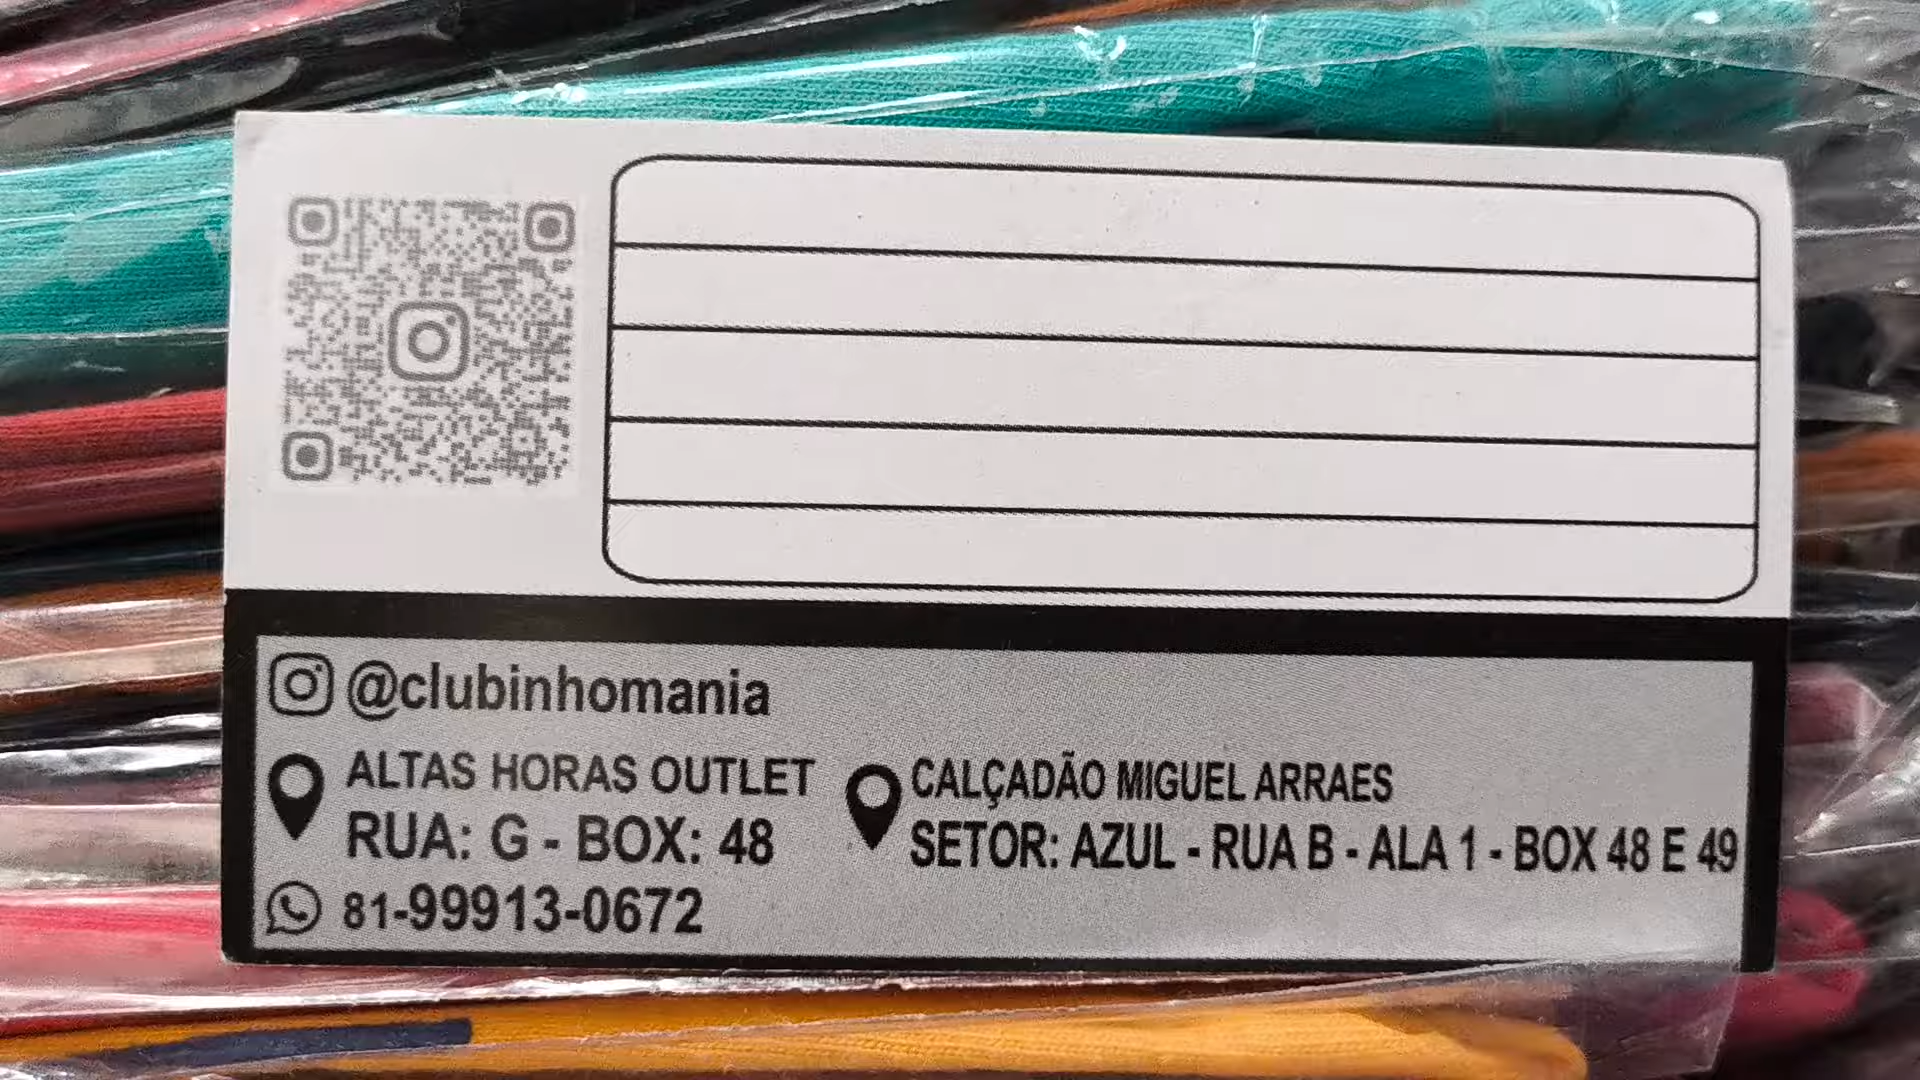 @clubinhomania
ALTAS HORAS OUTLET
RUA: G - BOX: 48
CALÇADÃO MIGUEL ARRAES
SETOR: AZUL - RUA B - ALA 1 - BOX 48 E 49
81-99913-0672